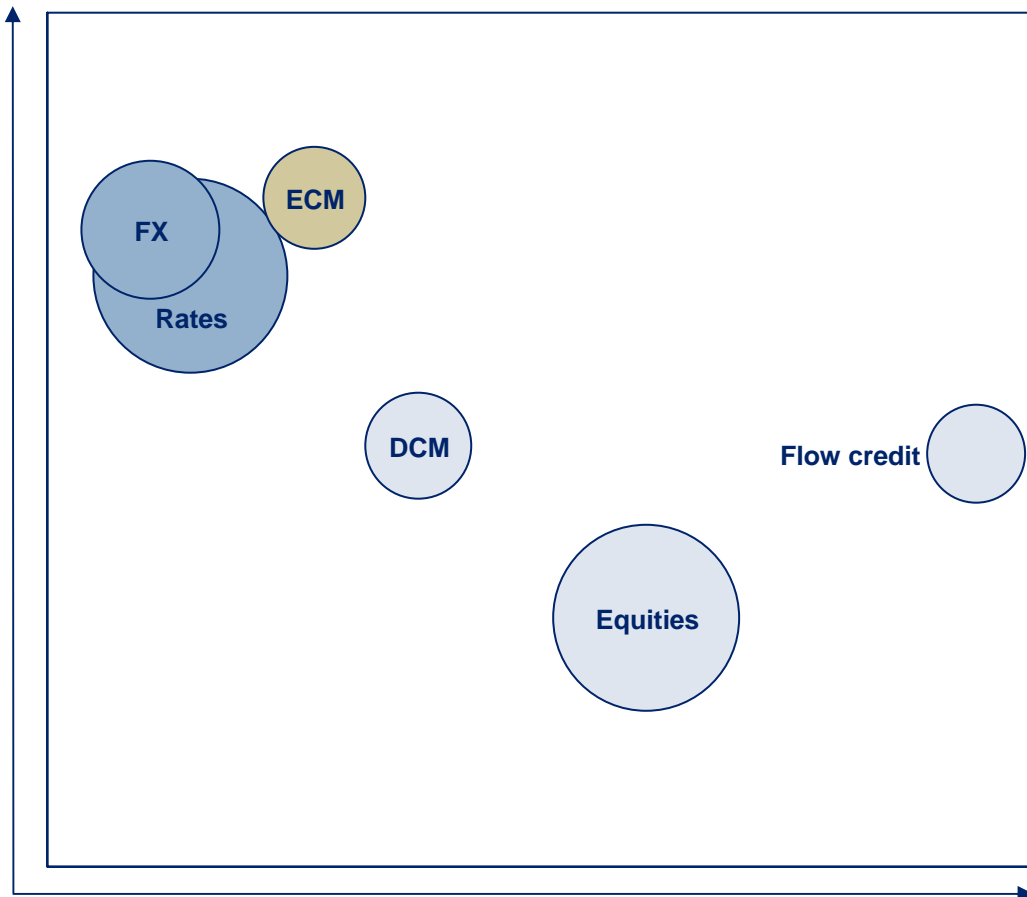 ECM
FX
Rates
DCM
Flow credit
Equities